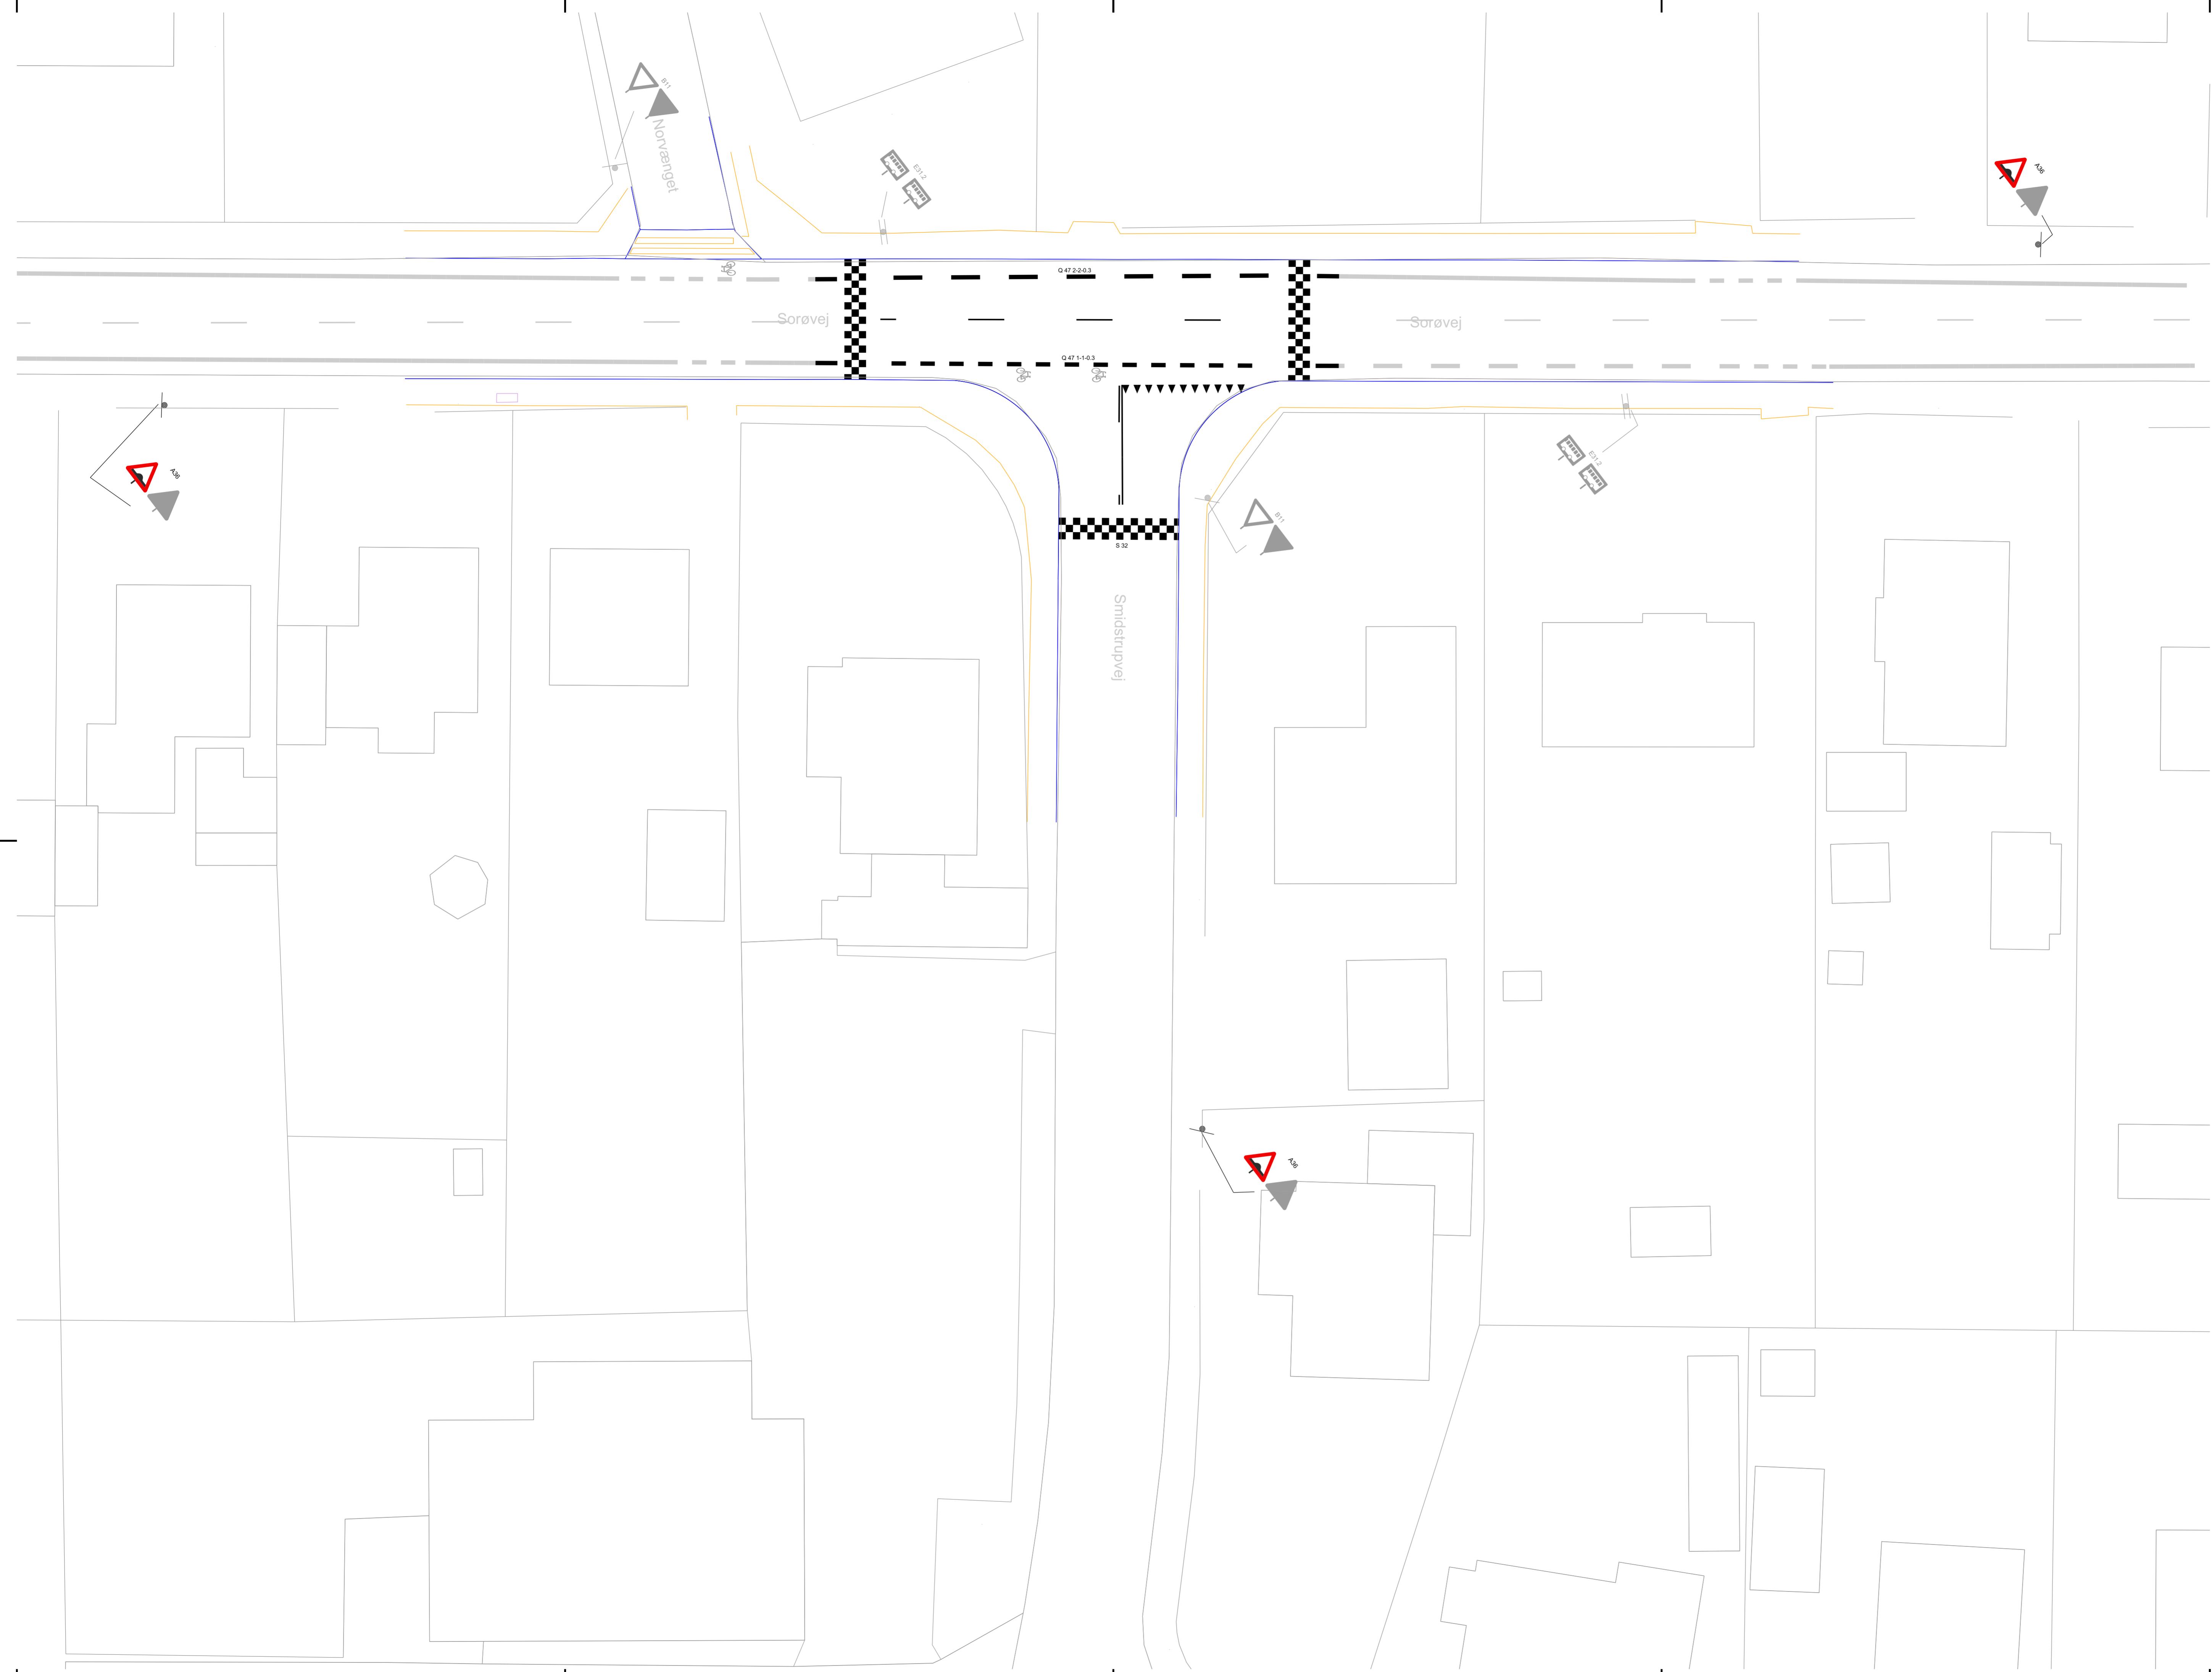 B11
Norvænget
E31.2
A36
Q 47 2-2-0.3
Sorøvej
Sorøvej
Q 47 1-1-0.3
A36
E31.2
B11
S 32
Smidstrupvej
A36